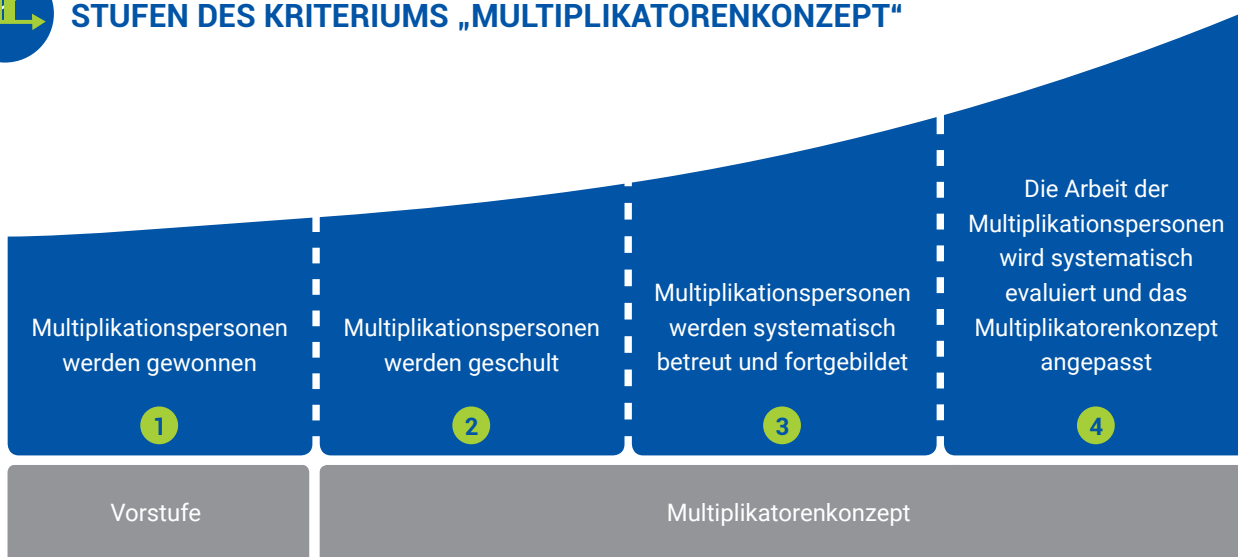 STUFEN DES KRITERIUMS „MULTIPLIKATORENKONZEPT“
Multiplikationspersonen
werden gewonnen
1
Multiplikationspersonen
werden geschult
2
Multiplikationspersonen
werden systematisch
betreut und fortgebildet
3
Die Arbeit der
Multiplikationspersonen
wird systematisch
evaluiert und das
Multiplikatorenkonzept
angepasst
4
Vorstufe
Multiplikatorenkonzept